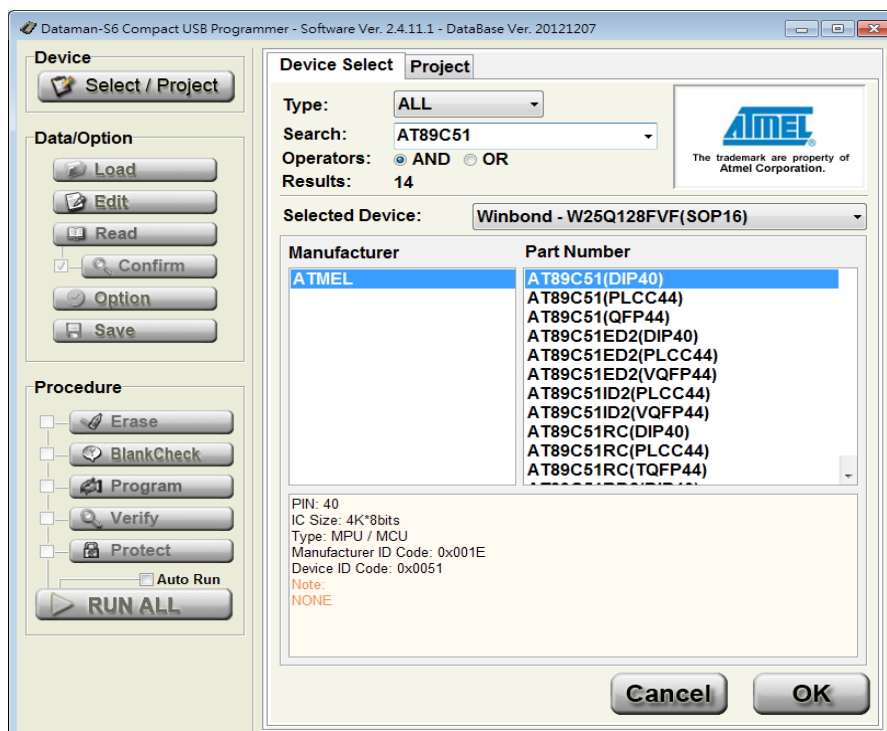 Dataman-S6 Compact USB Programmer - Software Ver. 2.4.11.1 - DataBase Ver. 20121207
Device
Select / Project
Data/Option
Load
Edit
Read
Confirm
Option
Save
Procedure
Erase
BlankCheck
Program
Verify
Protect
Auto Run
RUN ALL
Device Select Project
Type: ALL
Search: AT89C51
Operators: AND OR
Results: 14
ATMEL
The trademark are property of
Atmel Corporation.
Selected Device: Winbond - W25Q128FVF(SOP16)
Manufacturer
ATMEL
Part Number
AT89C51(DIP40)
AT89C51(PLCC44)
AT89C51(QFP44)
AT89C51ED2(DIP40)
AT89C51ED2(PLCC44)
AT89C51ED2(VQFP44)
AT89C51ID2(PLCC44)
AT89C51ID2(VQFP44)
AT89C51RC(DIP40)
AT89C51RC(PLCC44)
AT89C51RC(TQFP44)
PIN: 40
IC Size: 4K*8bits
Type: MPU / MCU
Manufacturer ID Code: 0x001E
Device ID Code: 0x0051
Note:
NONE
Cancel OK